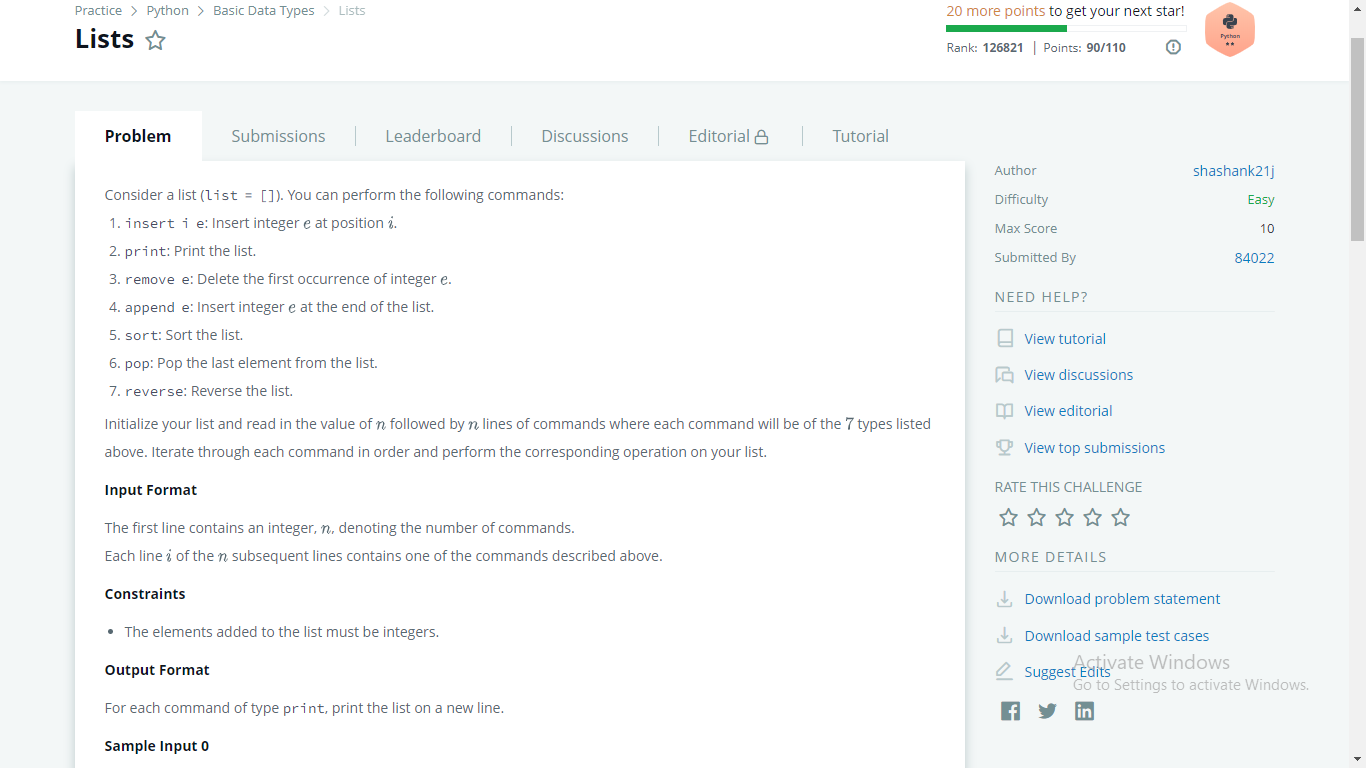 Practice > Python > Basic Data Types > Lists
Lists
20 more points to get your next star!
Rank: 126821 | Points: 90/110
Python
Problem
Submissions
Leaderboard
Discussions
Editorial
Tutorial
Consider a list (list = []). You can perform the following commands:
1. insert i e: Insert integer e at position i.
2. print: Print the list.
3. remove e: Delete the first occurrence of integer e.
4. append e: Insert integer e at the end of the list.
5. sort: Sort the list.
6. pop: Pop the last element from the list.
7. reverse: Reverse the list.
Initialize your list and read in the value of n followed by n lines of commands where each command will be of the 7 types listed
above. Iterate through each command in order and perform the corresponding operation on your list.
Input Format
The first line contains an integer, n, denoting the number of commands.
Each line i of the n subsequent lines contains one of the commands described above.
Constraints
• The elements added to the list must be integers.
Output Format
For each command of type print, print the list on a new line.
Sample Input 0
Author shashank21j
Difficulty Easy
Max Score 10
Submitted By 84022
NEED HELP?
View tutorial
View discussions
View editorial
View top submissions
RATE THIS CHALLENGE
MORE DETAILS
Download problem statement
Download sample test cases
Suggest Edits
Activate Windows
Go to Settings to activate Windows.